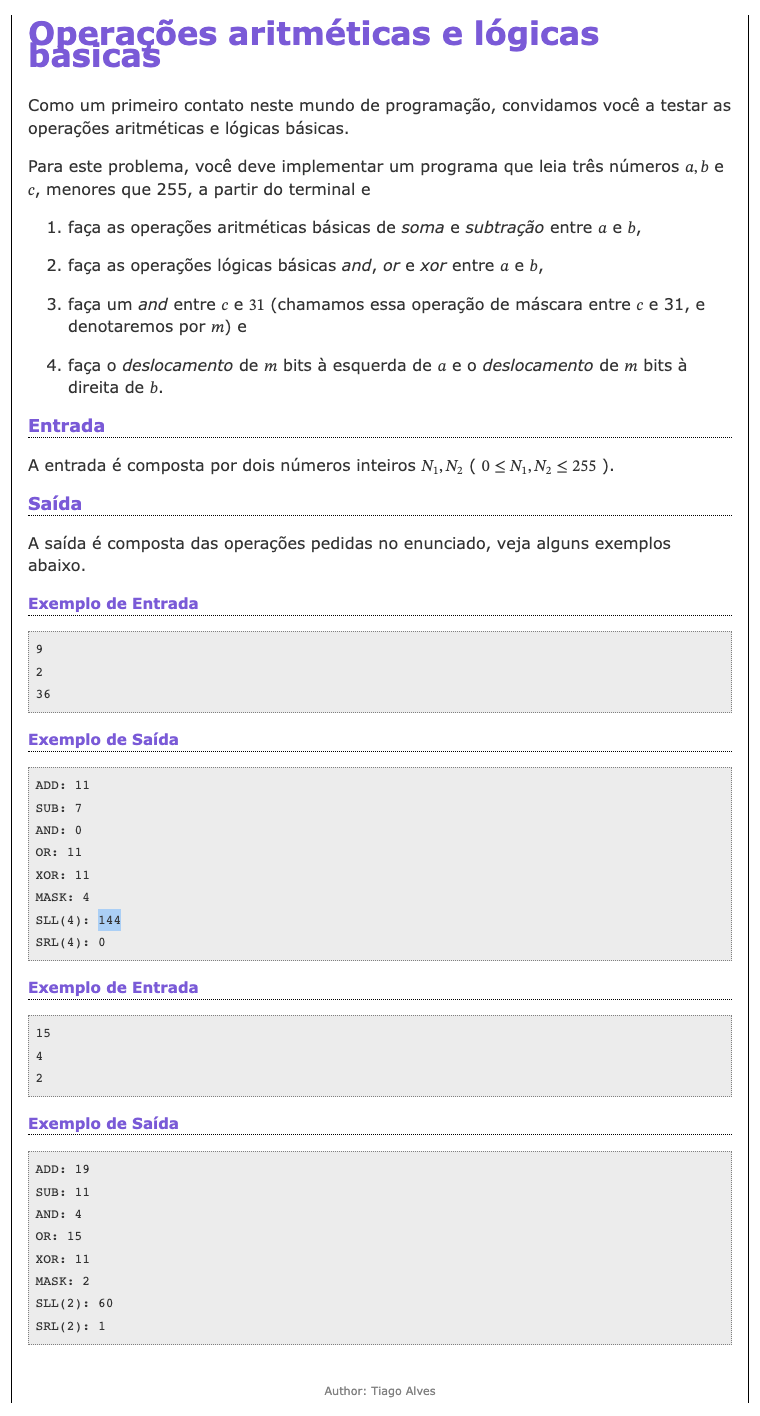 Operações aritméticas e lógicas
básicas
Como um primeiro contato neste mundo de programação, convidamos você a testar as
operações aritméticas e lógicas básicas.
Para este problema, você deve implementar um programa que leia três números a, b e
c, menores que 255, a partir do terminal e
1. faça as operações aritméticas básicas de soma e subtração entre a e b,
2. faça as operações lógicas básicas and, or e xor entre a e b,
3. faça um and entre c e 31 (chamamos essa operação de máscara entre c e 31, e
denotaremos por m) e
4. faça o deslocamento de m bits à esquerda de a e o deslocamento de m bits à
direita de b.
Entrada
A entrada é composta por dois números inteiros N₁, N₂ ( 0 ≤ N₁, N₂ ≤ 255 ).
Saída
A saída é composta das operações pedidas no enunciado, veja alguns exemplos
abaixo.
Exemplo de Entrada
9
2
36
Exemplo de Saída
ADD: 11
SUB: 7
AND: 0
OR: 11
XOR: 11
MASK: 4
SLL(4): 144
SRL(4): 0
Exemplo de Entrada
15
4
2
Exemplo de Saída
ADD: 19
SUB: 11
AND: 4
OR: 15
XOR: 11
MASK: 2
SLL(2): 60
SRL(2): 1
Author: Tiago Alves